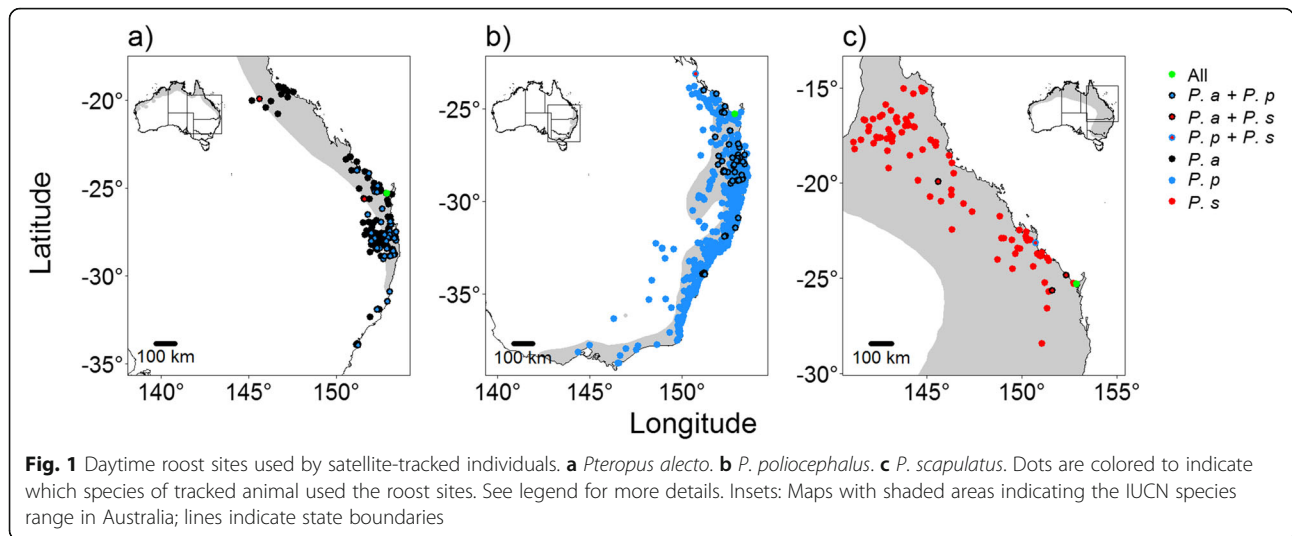 a)
b)
c)
-20°
-25°
-30°
-35°
140°
145°
150°
100 km
Latitude
-25°
-30°
-35°
140°
145°
150°
100 km
Longitude
-15°
-20°
-25°
-30°
145°
150°
155°
100 km
All
P. a + P. p
P. a + P. s
P. p + P. s
P. a
P. p
P. s
Fig. 1 Daytime roost sites used by satellite-tracked individuals. a Pteropus alecto. b P. poliocephalus. c P. scapulatus. Dots are colored to indicate
which species of tracked animal used the roost sites. See legend for more details. Insets: Maps with shaded areas indicating the IUCN species
range in Australia; lines indicate state boundaries